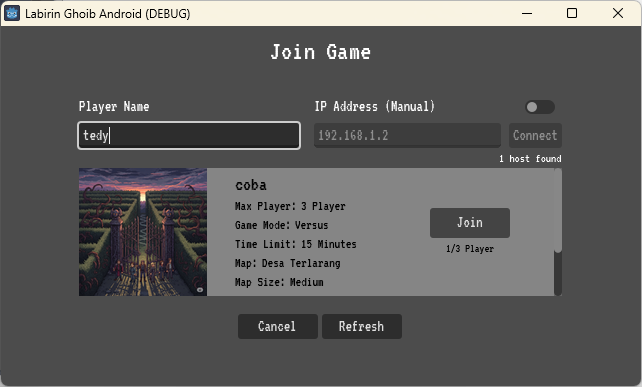 Labirin Ghoib Android (DEBUG)
Join Game
Player Name
IP Address (Manual)
tedy
192.168.1.2
Connect
1 host found
coba
Max Player: 3 Player
Game Mode: Versus
Time Limit: 15 Minutes
Map: Desa Terlarang
Map Size: Medium
Join
1/3 Player
Cancel
Refresh